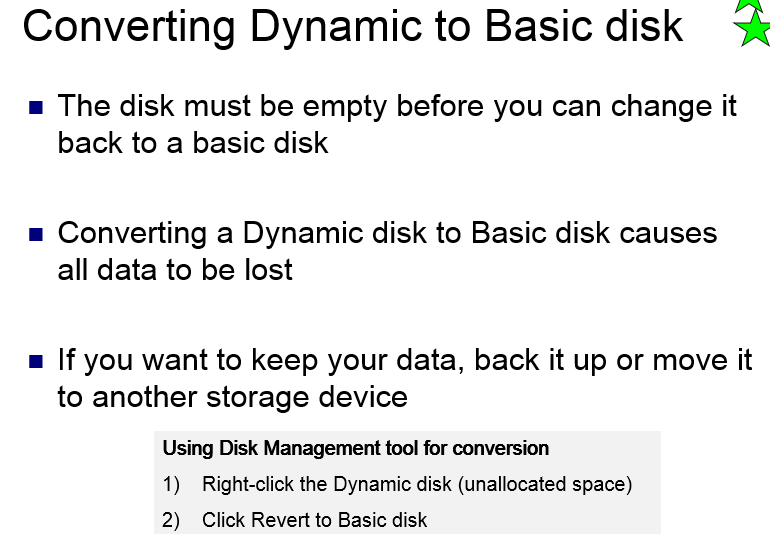 Converting Dynamic to Basic disk
The disk must be empty before you can change it
back to a basic disk
Converting a Dynamic disk to Basic disk causes
all data to be lost
If you want to keep your data, back it up or move it
to another storage device
Using Disk Management tool for conversion
1) Right-click the Dynamic disk (unallocated space)
2) Click Revert to Basic disk